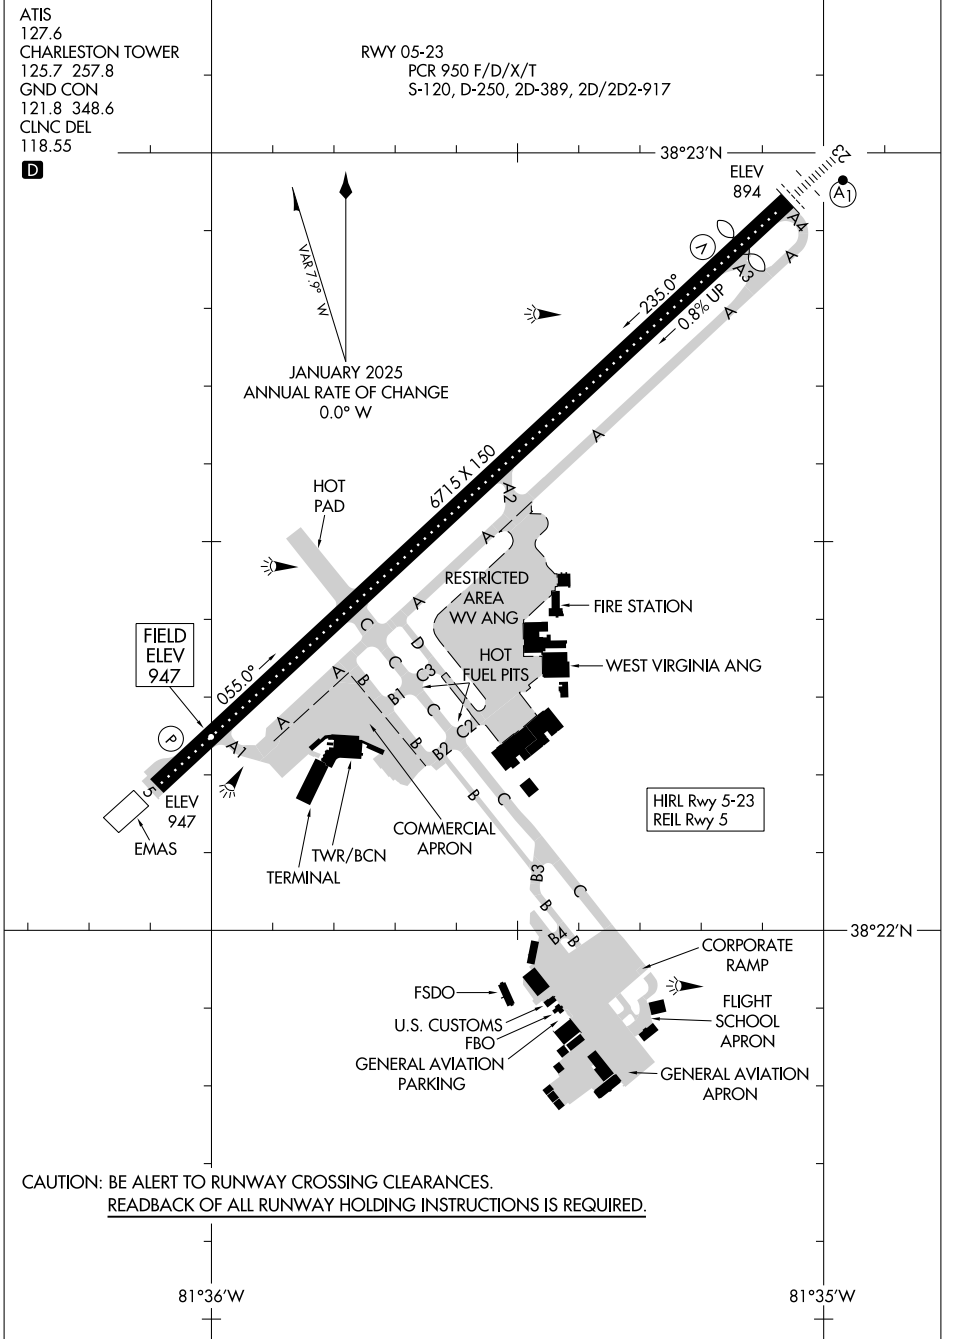 ATIS
127.6
CHARLESTON TOWER
125.7 257.8
GND CON
121.8 348.6
CLNC DEL
118.55
D
RWY 05-23
PCR 950 F/D/X/T
S-120, D-250, 2D-389, 2D/2D2-917
38°23'N
ELEV
894
23
A1
A4
A
V
A3
A
235.0°
0.8% UP
VAR 7.9° W
JANUARY 2025
ANNUAL RATE OF CHANGE
0.0° W
A
6715 X 150
HOT
PAD
A2
A
RESTRICTED
AREA
WV ANG
FIRE STATION
A
C
D
FIELD
ELEV
947
HOT
FUEL PITS
WEST VIRGINIA ANG
055.0°
A
B
C
C3
B1
C
A
P
A1
B
B2
C2
5
ELEV
947
EMAS
B
C
HIRL Rwy 5-23
REIL Rwy 5
COMMERCIAL
APRON
TWR/BCN
TERMINAL
B3
C
B
B4
B
38°22'N
CORPORATE
RAMP
FSDO
U.S. CUSTOMS
FBO
GENERAL AVIATION
PARKING
FLIGHT
SCHOOL
APRON
GENERAL AVIATION
APRON
CAUTION: BE ALERT TO RUNWAY CROSSING CLEARANCES.
READBACK OF ALL RUNWAY HOLDING INSTRUCTIONS IS REQUIRED.
81°36'W
81°35'W